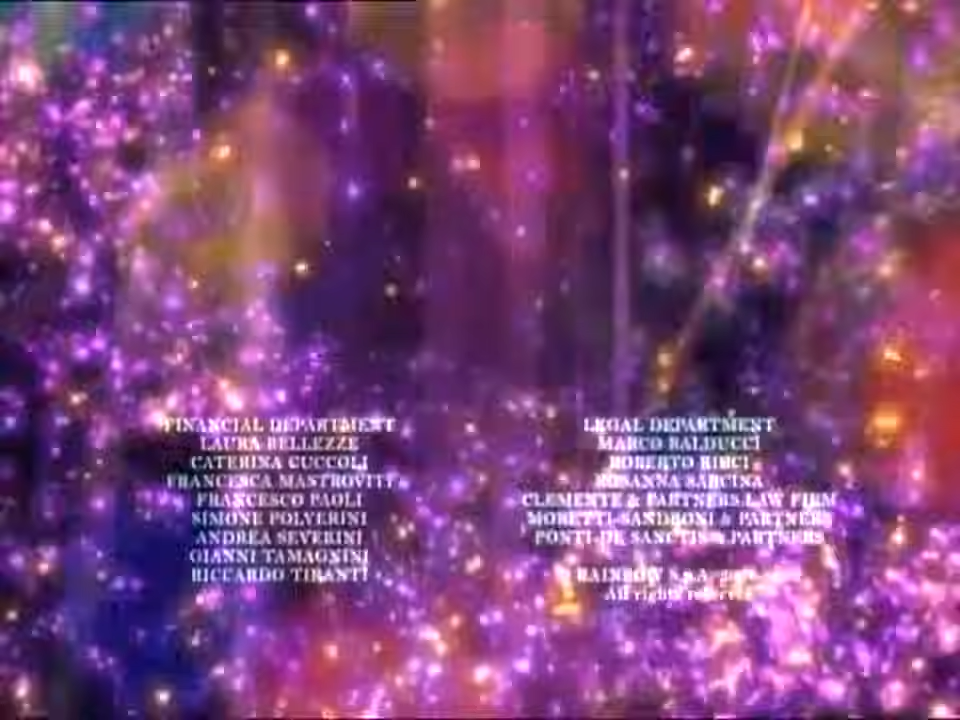 FINANCIAL DEPARTMENT
LAURA BELLEZZE
CATERINA CUCCOLI
FRANCESCA MASTROVITI
FRANCESCO PAOLI
SIMONE POLVERINI
ANDREA SEVERINI
GIANNI TAMAGNINI
RICCARDO TIRANTI
LEGAL DEPARTMENT
MARCO BALDUCCI
ROBERTO RICCI
ROSANNA SARCINA
CLEMENTE & PARTNERS LAW FIRM
MORETTI-SANDRONI & PARTNERS
PONTI-DE SANCTIS & PARTNERS
RAINBOW S.p.A.
All rights reserved